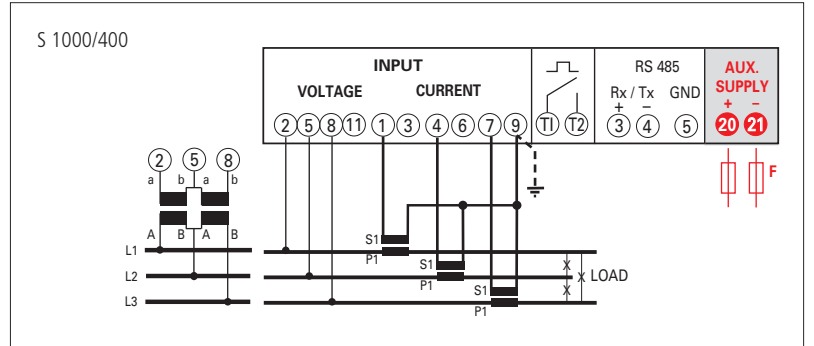 S 1000/400
INPUT
VOLTAGE CURRENT
2 5 8 11 1 3 4 6 7 9
T1 T2
RS 485
Rx / Tx GND
+ –
3 4 5
AUX.
SUPPLY
+ –
20 21
F
2 5 8
a b a b
A B A B
L1
L2
L3
S1
P1
S1
P1
S1
P1
X
X X LOAD
X